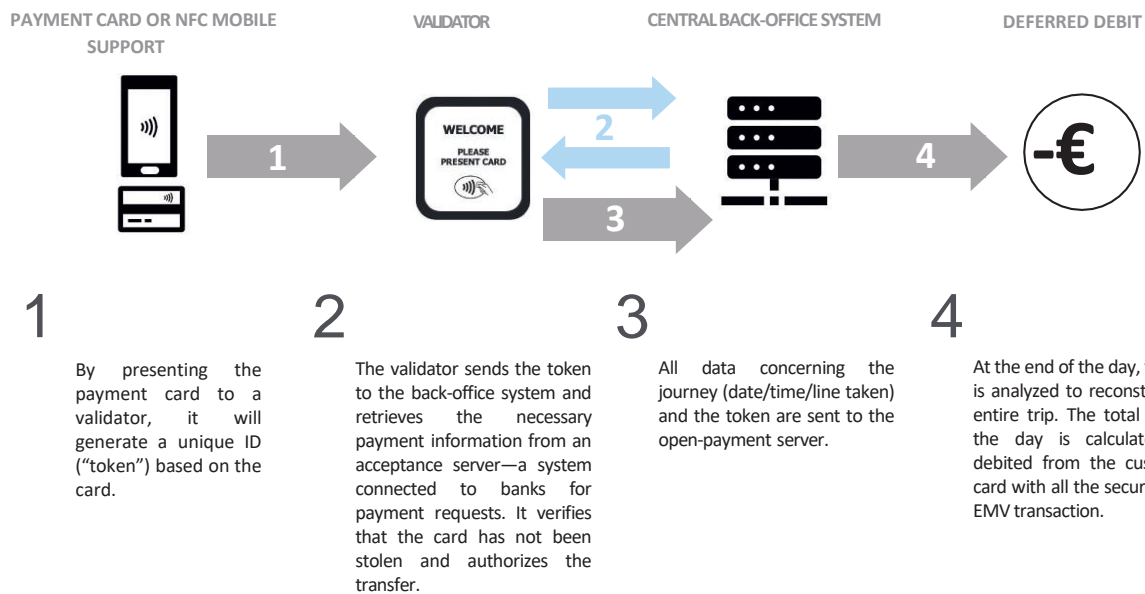 PAYMENT CARD OR NFC MOBILE
SUPPORT
VALIDATOR
CENTRAL BACK-OFFICE SYSTEM
DEFERRED DEBIT
1
WELCOME
PLEASE
PRESENT CARD
2
3
4
-€
1
By presenting the
payment card to a
validator, it will
generate a unique ID
(“token”) based on the
card.
2
The validator sends the token
to the back-office system and
retrieves the necessary
payment information from an
acceptance server—a system
connected to banks for
payment requests. It verifies
that the card has not been
stolen and authorizes the
transfer.
3
All data concerning the
journey (date/time/line taken)
and the token are sent to the
open-payment server.
4
At the end of the day,
is analyzed to
entire trip. The total
the day is
debited from the
card with all the
EMV transaction.